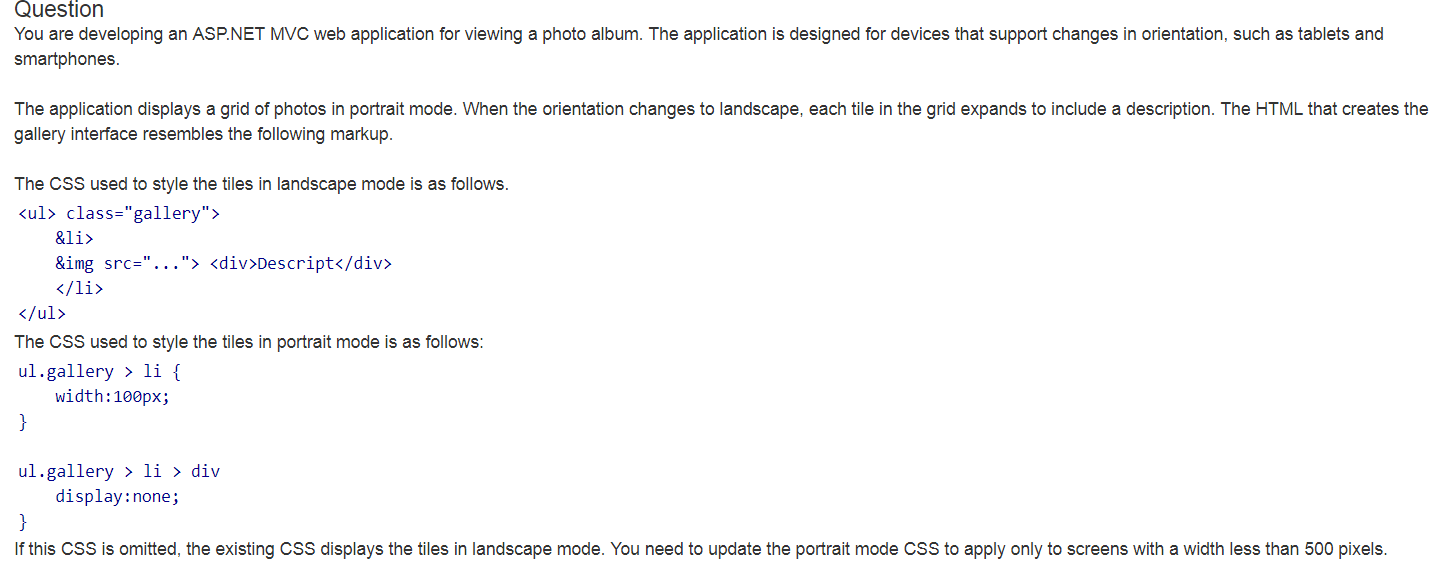 Question
You are developing an ASP.NET MVC web application for viewing a photo album. The application is designed for devices that support changes in orientation, such as tablets and
smartphones.
The application displays a grid of photos in portrait mode. When the orientation changes to landscape, each tile in the grid expands to include a description. The HTML that creates the
gallery interface resembles the following markup.
The CSS used to style the tiles in landscape mode is as follows.
<ul> class="gallery">
&li>
&img src="..."> <div>Descript</div>
</li>
</ul>
The CSS used to style the tiles in portrait mode is as follows:
ul.gallery > li {
width:100px;
}
ul.gallery > li > div
display:none;
}
If this CSS is omitted, the existing CSS displays the tiles in landscape mode. You need to update the portrait mode CSS to apply only to screens with a width less than 500 pixels.